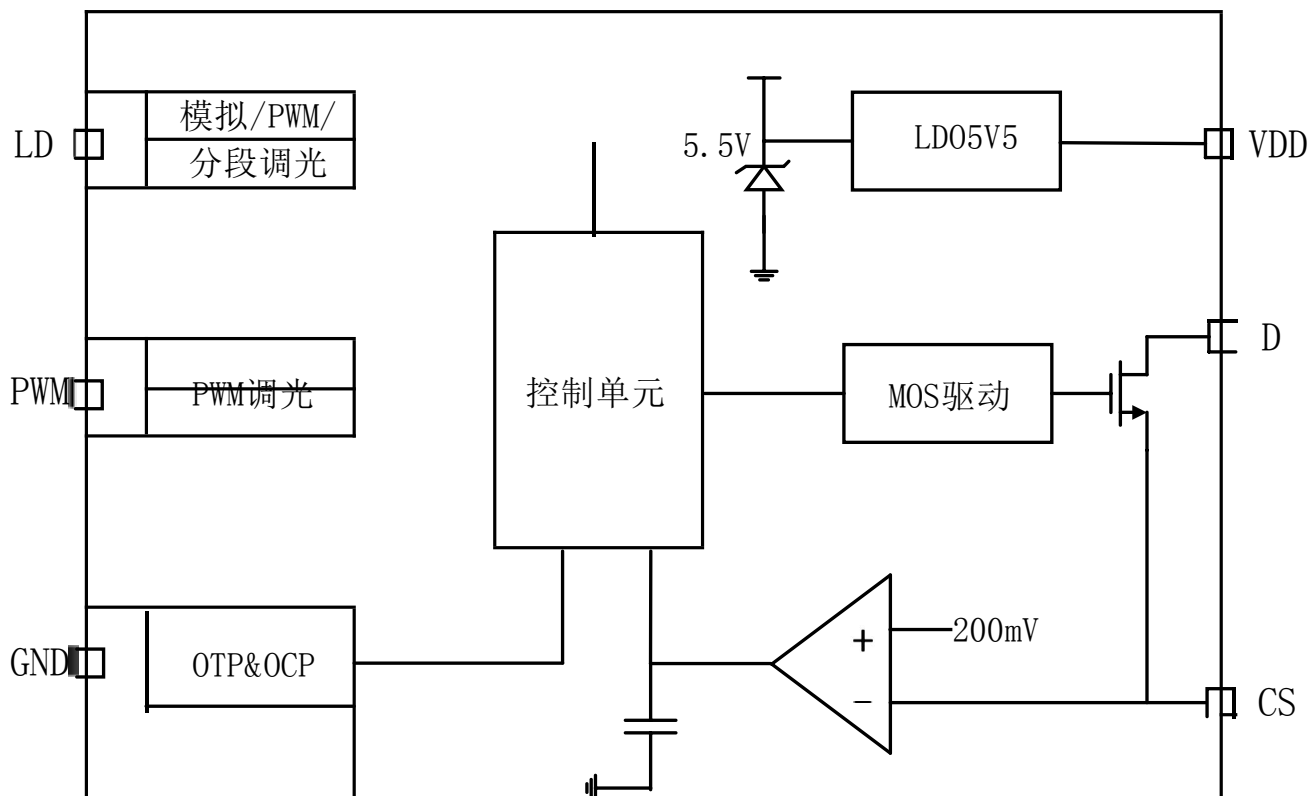 LD
模拟/PWM/
分段调光
5.5V
LDO5V5
VDD
D
PWM
PWM调光
控制单元
MOS驱动
GND
OTP&OCP
+
200mV
−
CS